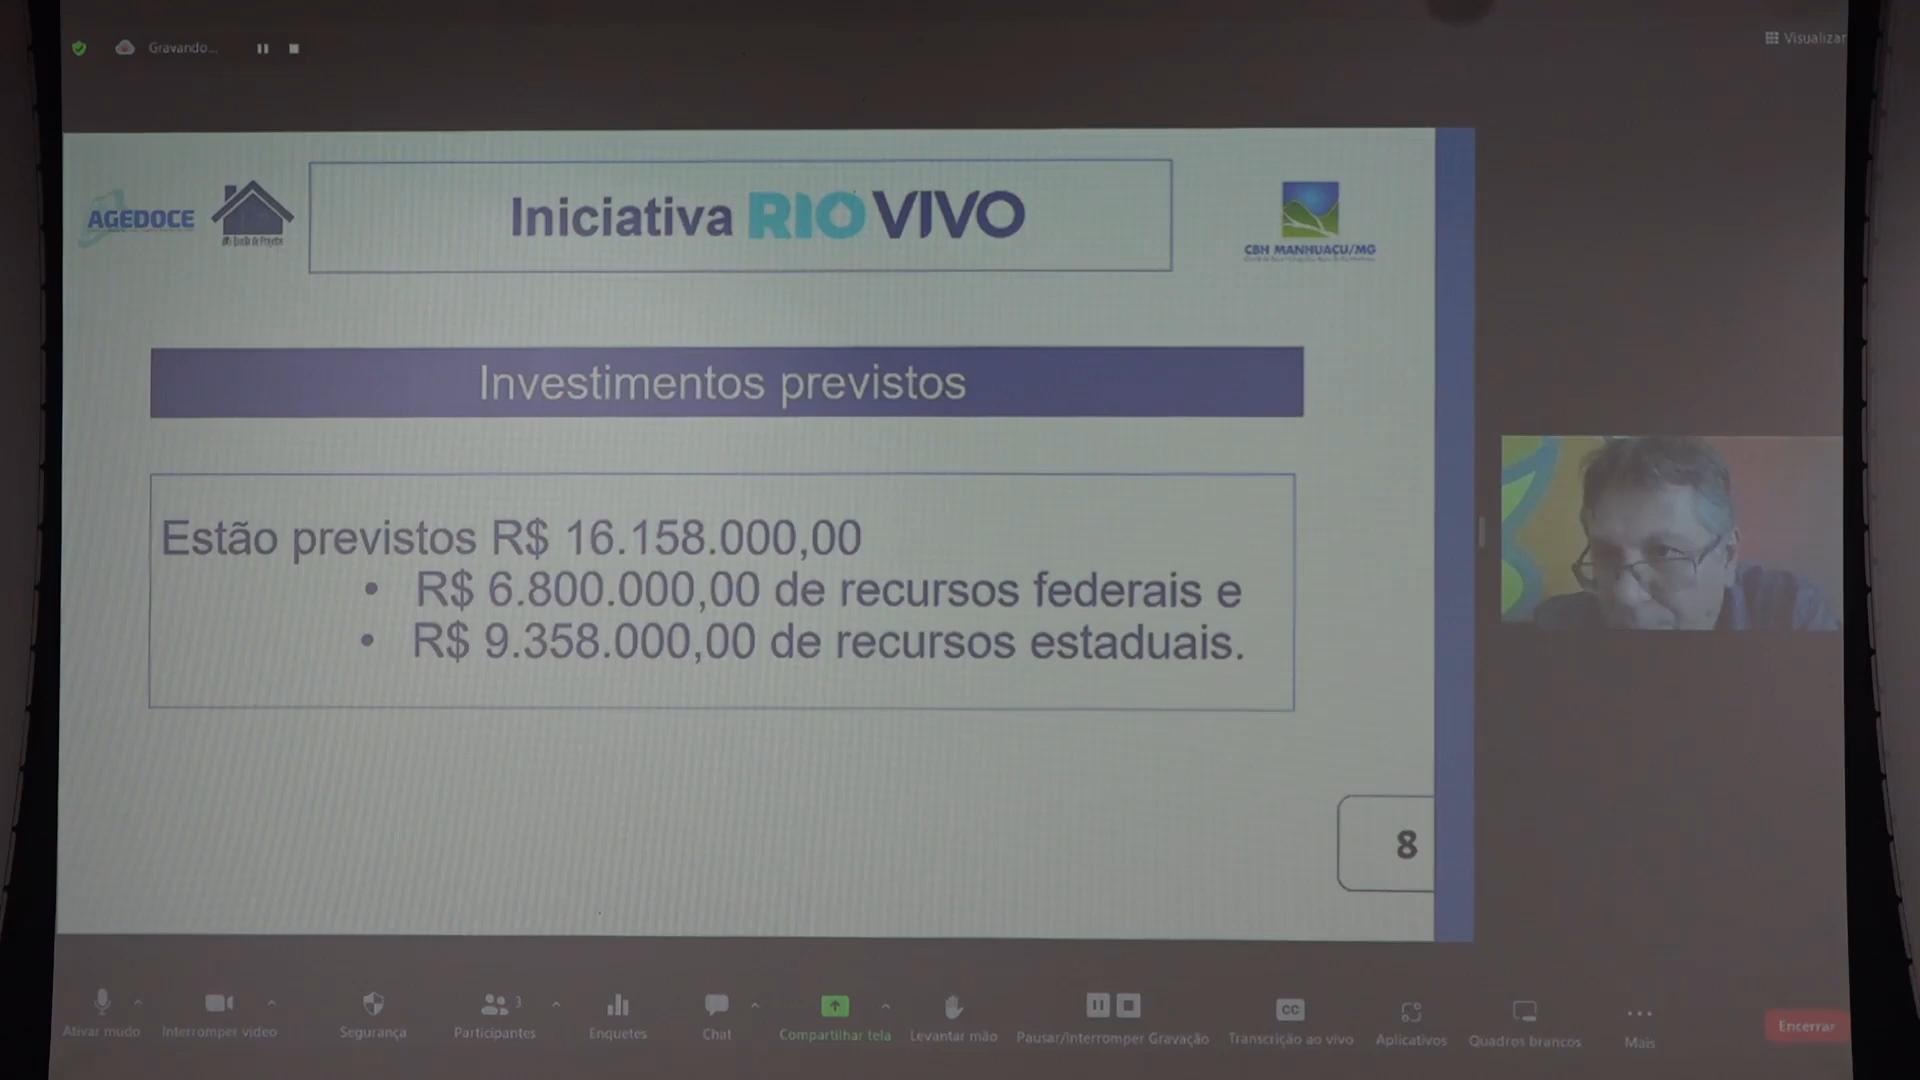 Gravando...
Visualizar
AGEDOCE
Iniciativa RIO VIVO
CBH MANHUAÇU/MG
Investimentos previstos
Estão previstos R$ 16.158.000,00
• R$ 6.800.000,00 de recursos federais e
• R$ 9.358.000,00 de recursos estaduais.
8
Ativar mudo
Interromper vídeo
Segurança
3
Participantes
Enquetes
Chat
Compartilhar tela
Levantar mão
Pausar/Interromper Gravação
CC
Transcrição ao vivo
Aplicativos
Quadros brancos
Mais
Encerrar